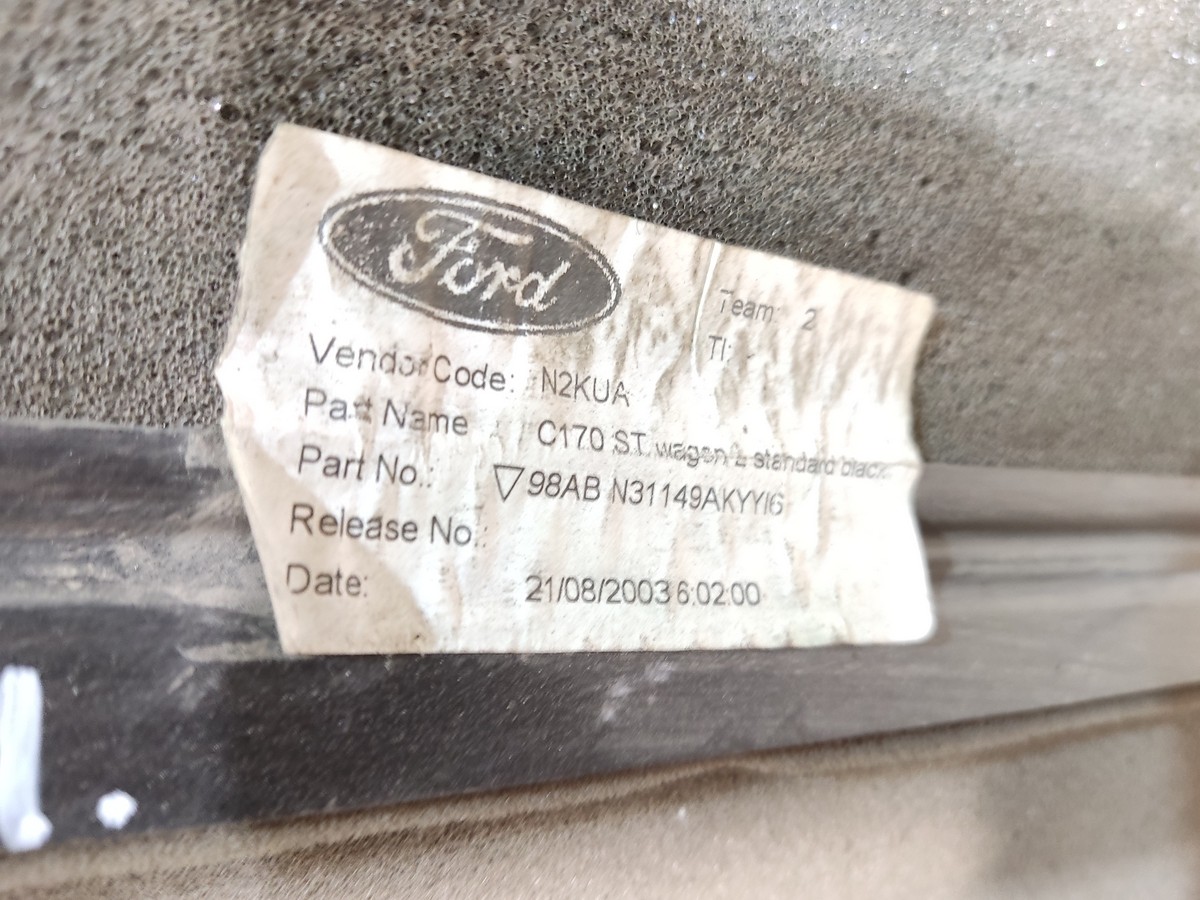 Ford
Team: 2
TI: -
Vendor Code: N2KUA
Part Name C170 ST. wagon L standard black
Part No.: ▽98AB N31149AKYYI6
Release No.:
Date: 21/08/2003 6:02:00